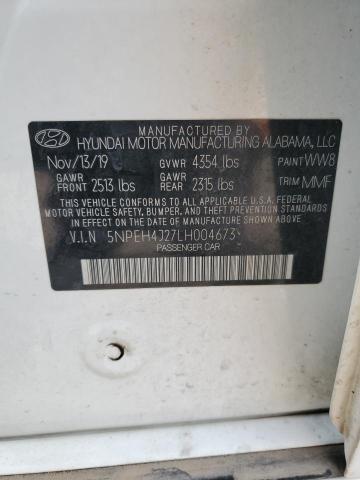 MANUFACTURED BY
HYUNDAI MOTOR MANUFACTURING ALABAMA, LLC
Nov/13/19 GVWR 4354 lbs PAINT WW8
GAWR FRONT 2513 lbs GAWR REAR 2315 lbs TRIM MMF
THIS VEHICLE CONFORMS TO ALL APPLICABLE U.S.A. FEDERAL
MOTOR VEHICLE SAFETY, BUMPER, AND THEFT PREVENTION
STANDARDS IN EFFECT ON THE DATE OF MANUFACTURE SHOWN ABOVE.
V.I.N 5NPEH4J27LH004673
PASSENGER CAR